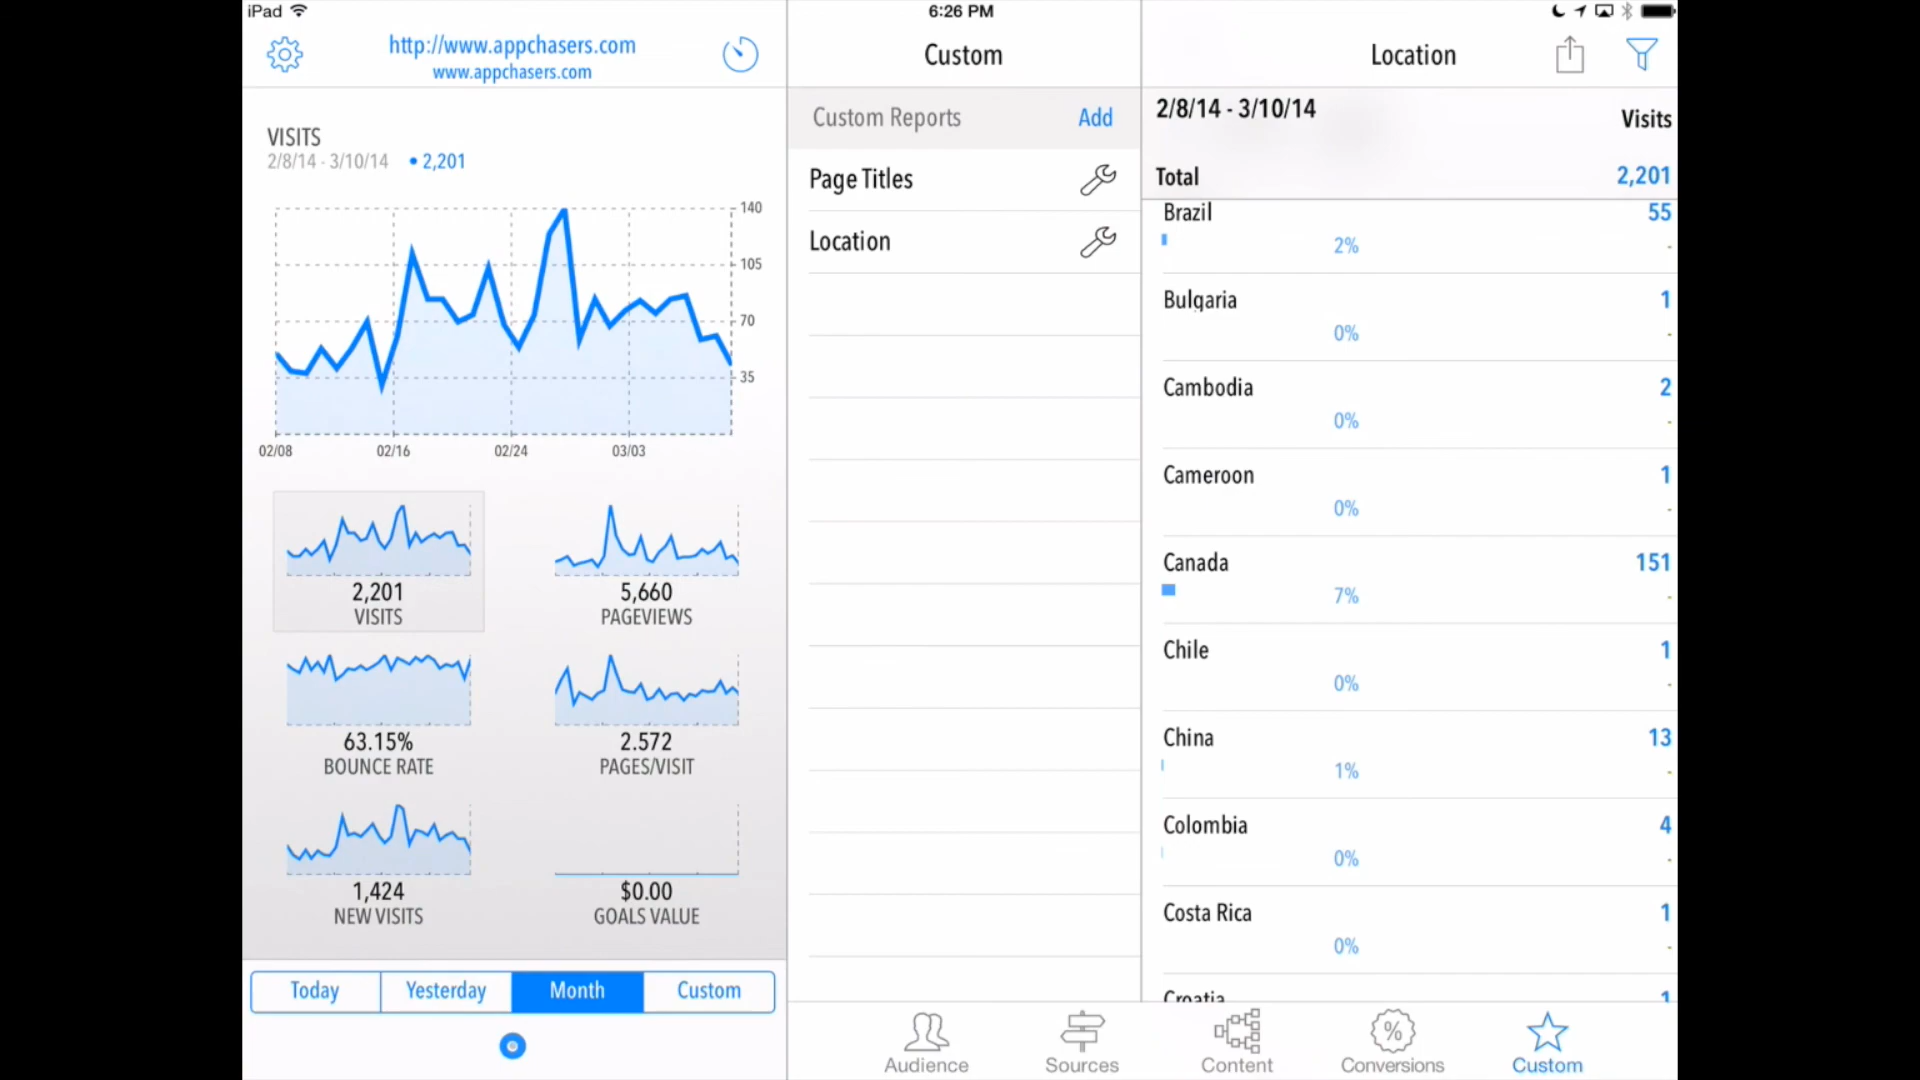 iPad
6:26 PM
http://www.appchasers.com
www.appchasers.com
Custom
Location
VISITS
2/8/14 - 3/10/14 • 2,201
140
105
70
35
02/08 02/16 02/24 03/03
2,201
VISITS
5,660
PAGEVIEWS
63.15%
BOUNCE RATE
2.572
PAGES/VISIT
1,424
NEW VISITS
$0.00
GOALS VALUE
Today Yesterday Month Custom
Custom Reports Add
Page Titles
Location
2/8/14 - 3/10/14
Visits
Total 2,201
Brazil 55
2% -
Bulgaria 1
0% -
Cambodia 2
0% -
Cameroon 1
0% -
Canada 151
7% -
Chile 1
0% -
China 13
1% -
Colombia 4
0% -
Costa Rica 1
0% -
Croatia 1
Audience Sources Content % Conversions Custom